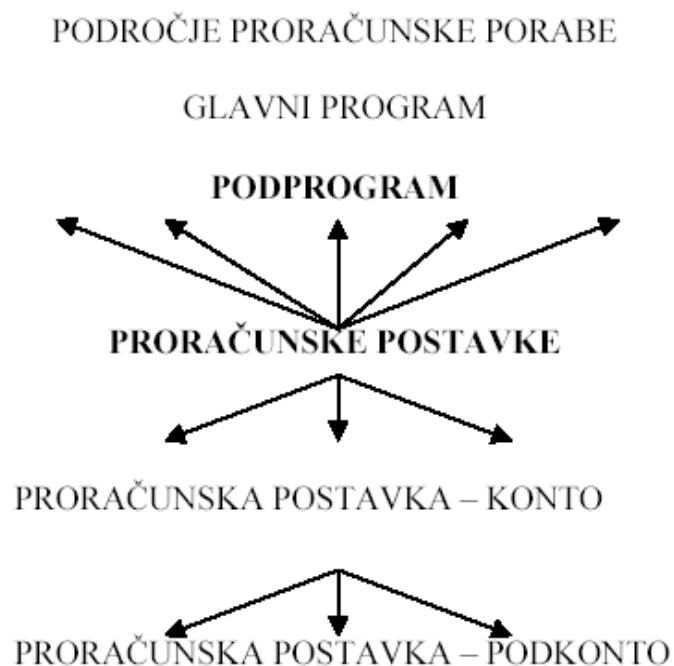 PODROČJE PRORAČUNSKE PORABE
GLAVNI PROGRAM
PODPROGRAM
PRORAČUNSKE POSTAVKE
PRORAČUNSKA POSTAVKA – KONTO
PRORAČUNSKA POSTAVKA – PODKONTO